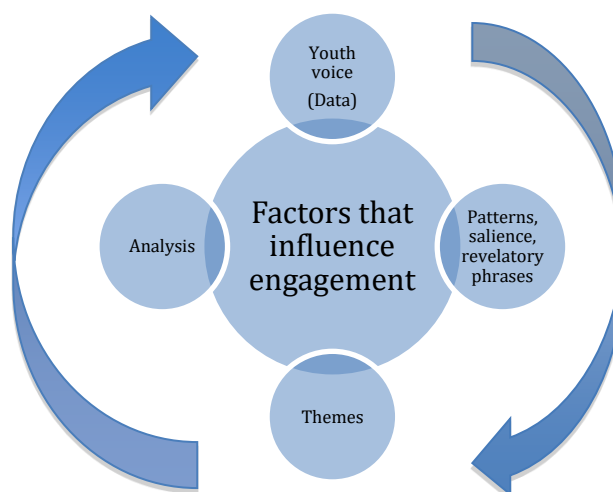 Youth
voice
(Data)
Factors that
influence
engagement
Analysis
Patterns,
salience,
revelatory
phrases
Themes